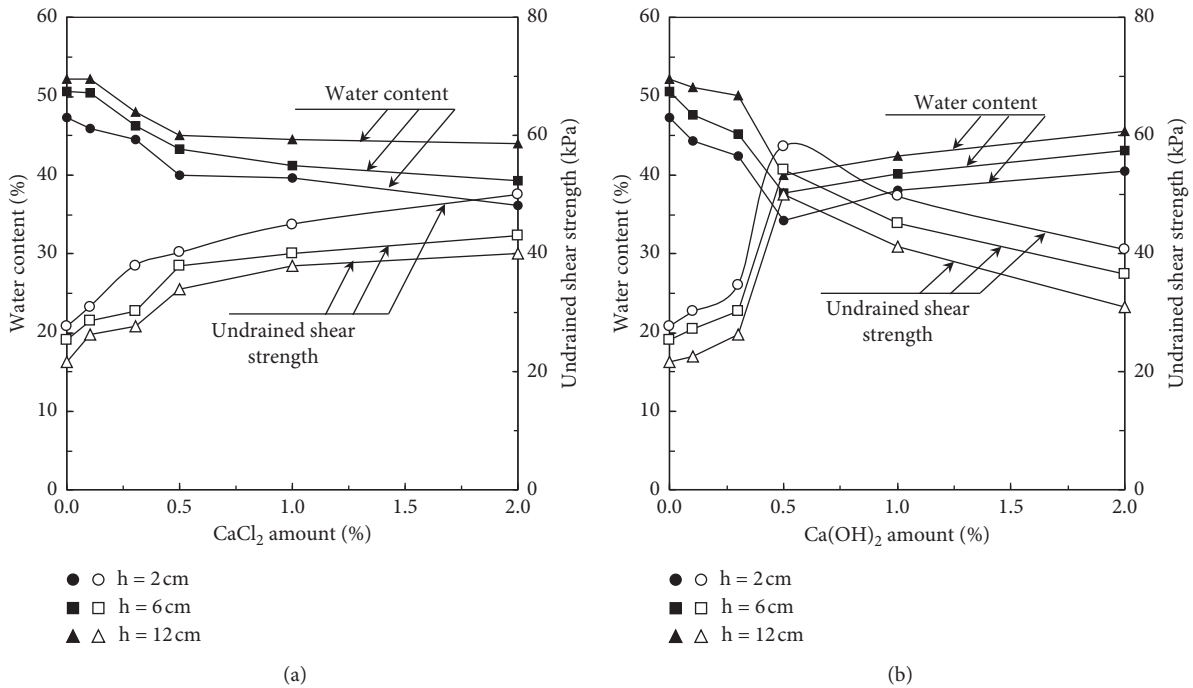 60
50
40
30
20
10
0
Water content (%)
80
60
40
20
0
Undrained shear strength (kPa)
Water content
Undrained shear
strength
0.0 0.5 1.0 1.5 2.0
CaCl2 amount (%)
h = 2 cm
h = 6 cm
h = 12 cm
(a)
60
50
40
30
20
10
0
Water content (%)
80
60
40
20
0
Undrained shear strength (kPa)
Water content
Undrained shear
strength
0.0 0.5 1.0 1.5 2.0
Ca(OH)2 amount (%)
h = 2 cm
h = 6 cm
h = 12 cm
(b)